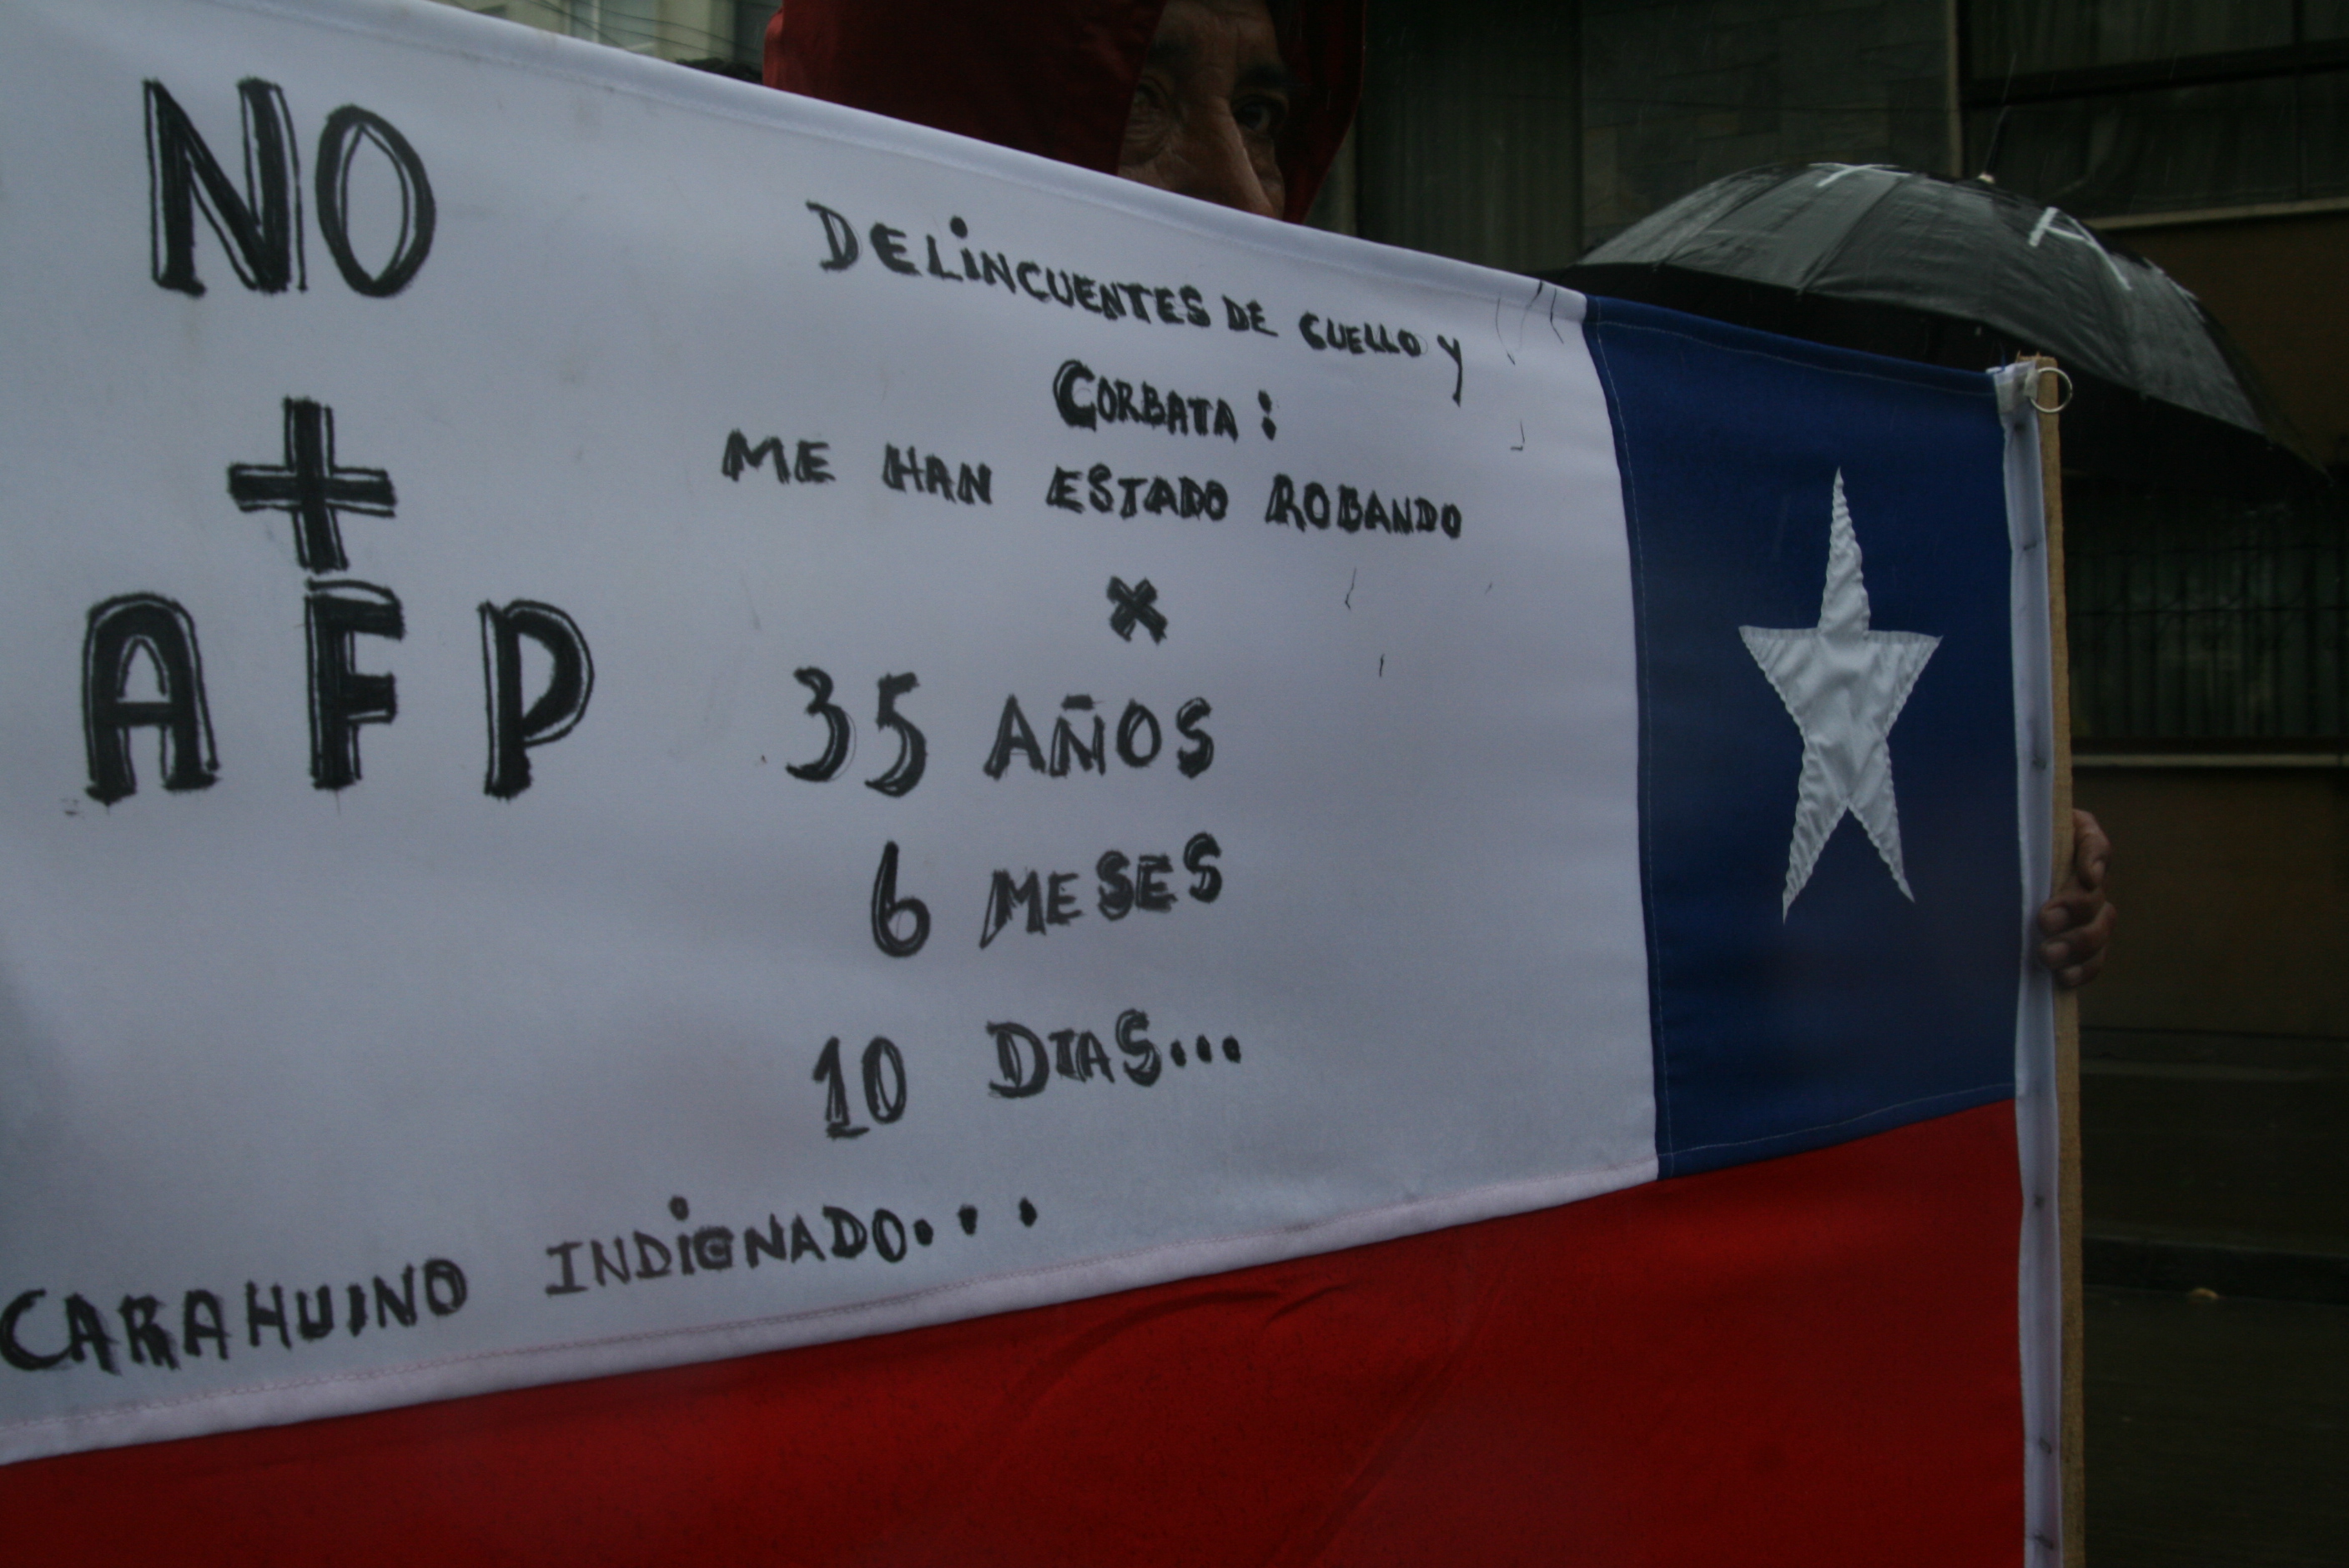 NO
+
AFP
DELINCUENTES DE CUELLO Y
CORBATA :
ME HAN ESTADO ROBANDO
X
35 AÑOS
6 MESES
10 DIAS...
CARAHUINO INDIGNADO...